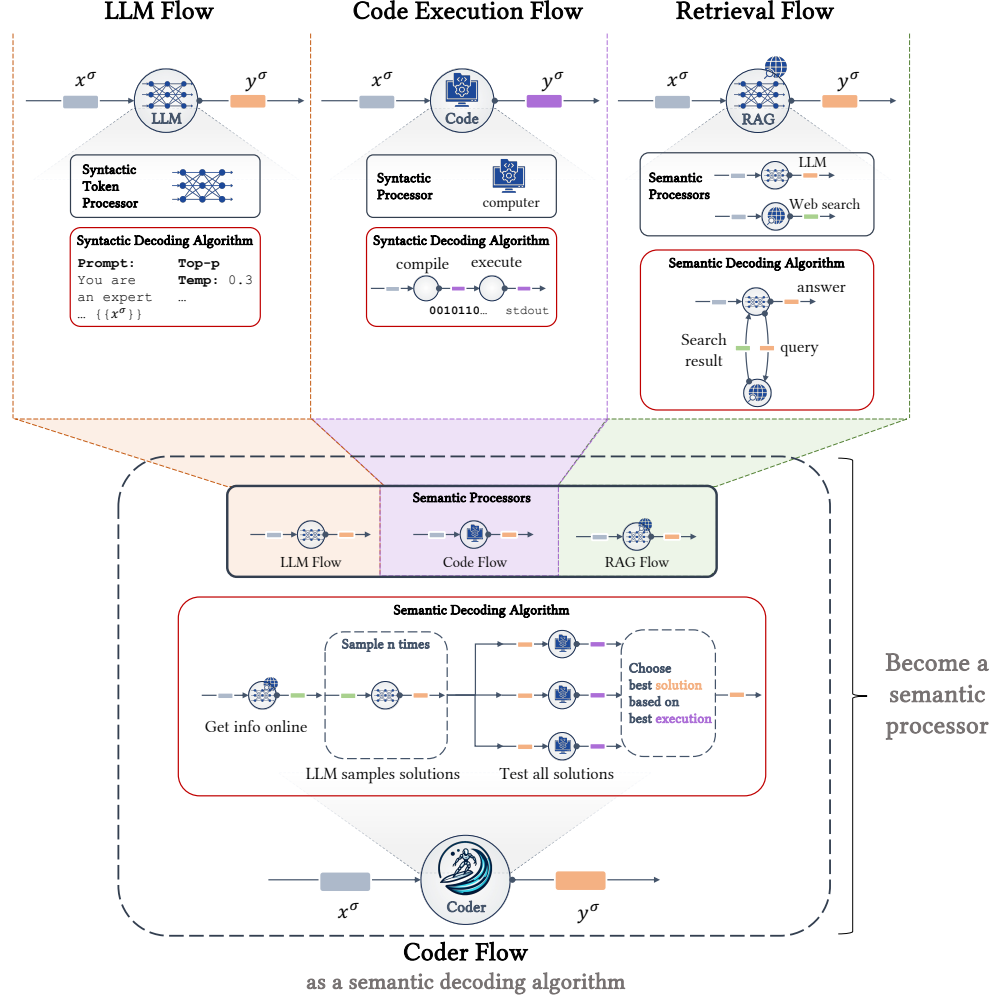 LLM Flow
Code Execution Flow
Retrieval Flow
x^σ
y^σ
LLM
x^σ
y^σ
Code
x^σ
y^σ
RAG
Syntactic
Token
Processor
Syntactic
Processor
computer
Semantic
Processors
LLM
Web search
Syntactic Decoding Algorithm
Prompt:
You are
an expert
… {{x^σ}}
Top-p
Temp: 0.3
…
Syntactic Decoding Algorithm
compile
execute
0010110…
stdout
Semantic Decoding Algorithm
answer
Search
result
query
Semantic Processors
LLM Flow
Code Flow
RAG Flow
Semantic Decoding Algorithm
Get info online
Sample n times
LLM samples solutions
Test all solutions
Choose
best solution
based on
best execution
Become a
semantic
processor
x^σ
Coder
y^σ
Coder Flow
as a semantic decoding algorithm